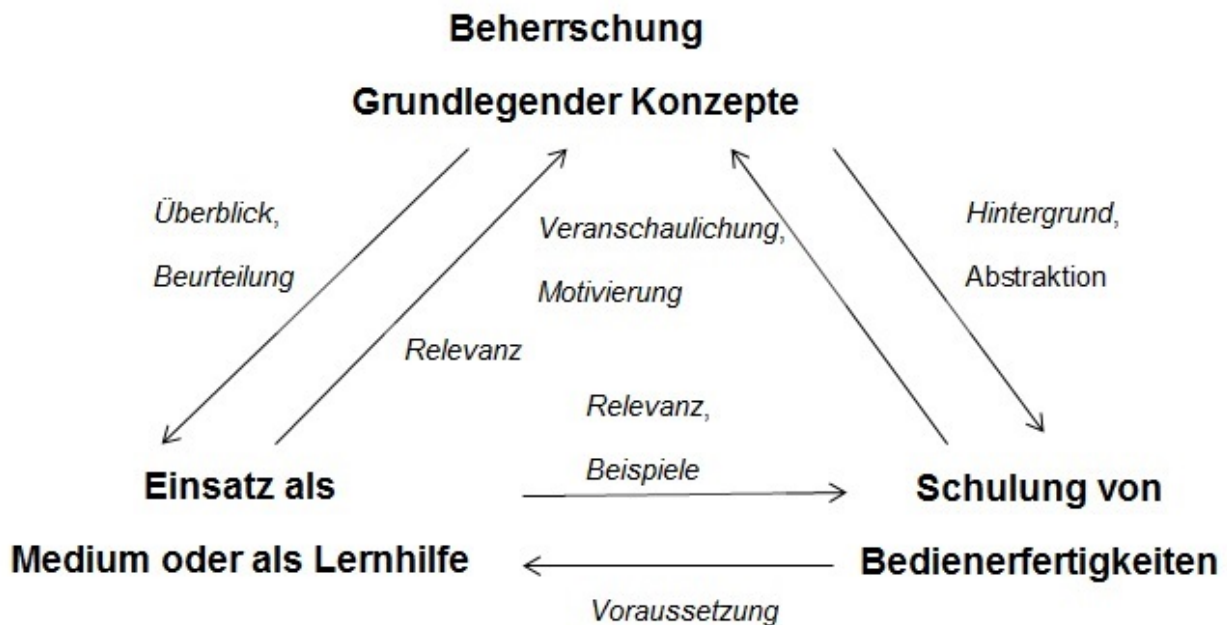 Beherrschung
Grundlegender Konzepte
Überblick,
Beurteilung
Relevanz
Veranschaulichung,
Motivierung
Hintergrund,
Abstraktion
Relevanz,
Beispiele
Einsatz als
Medium oder als Lernhilfe
Schulung von
Bedienerfertigkeiten
Voraussetzung